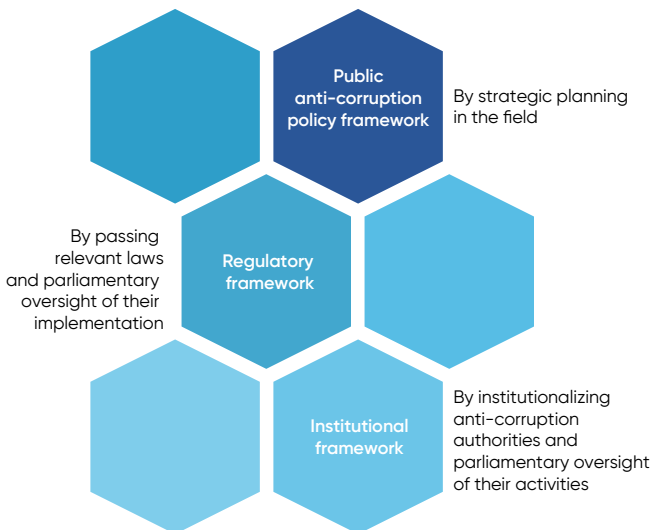 Public
anti-corruption
policy framework
By strategic planning
in the field
By passing
relevant laws
and parliamentary
oversight of their
implementation
Regulatory
framework
Institutional
framework
By institutionalizing
anti-corruption
authorities and
parliamentary oversight
of their activities